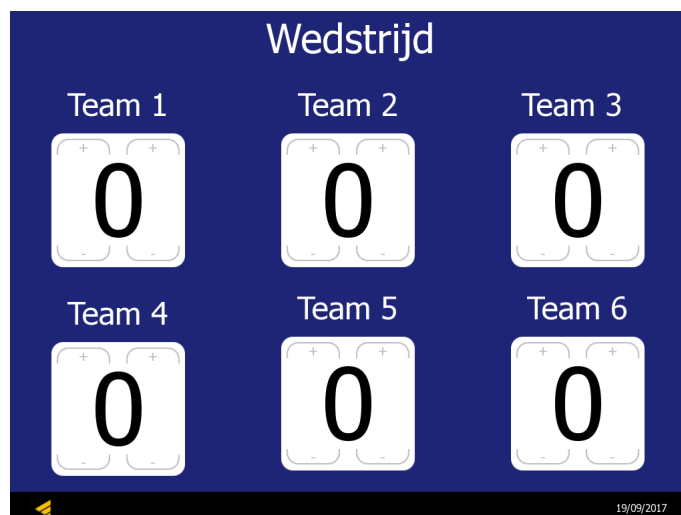 Wedstrijd
Team 1 Team 2 Team 3
+ + + + + +
0 0 0
- - - - - -
Team 4 Team 5 Team 6
+ + + + + +
0 0 0
- - - - - -
19/09/2017